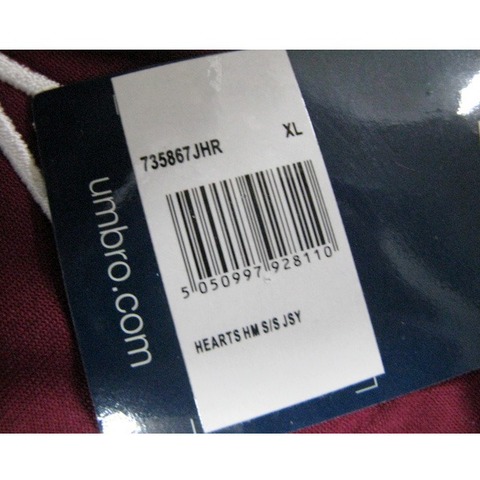 735867JHR XL
5 050997 928110
HEARTS HM S/S JSY
umbro.com